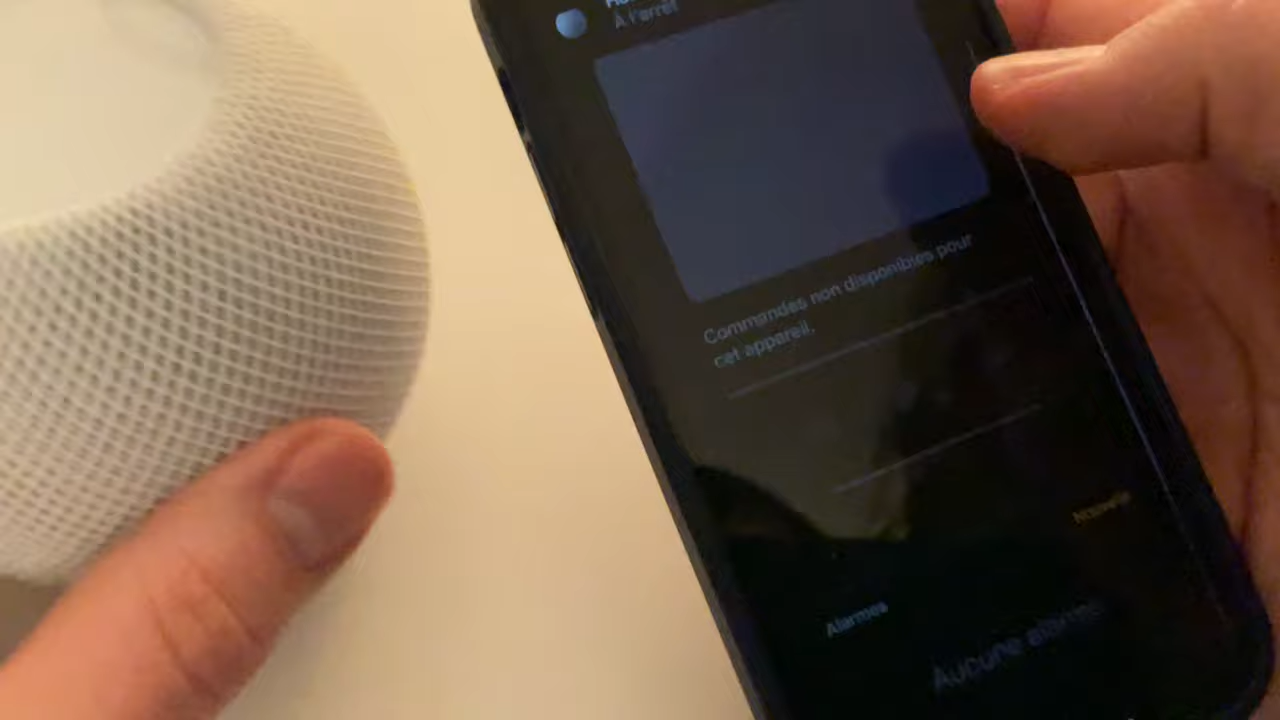 À l'arrêt
Commandes non disponibles pour
cet appareil.
Nouvelle
Alarmes
Aucune alarme